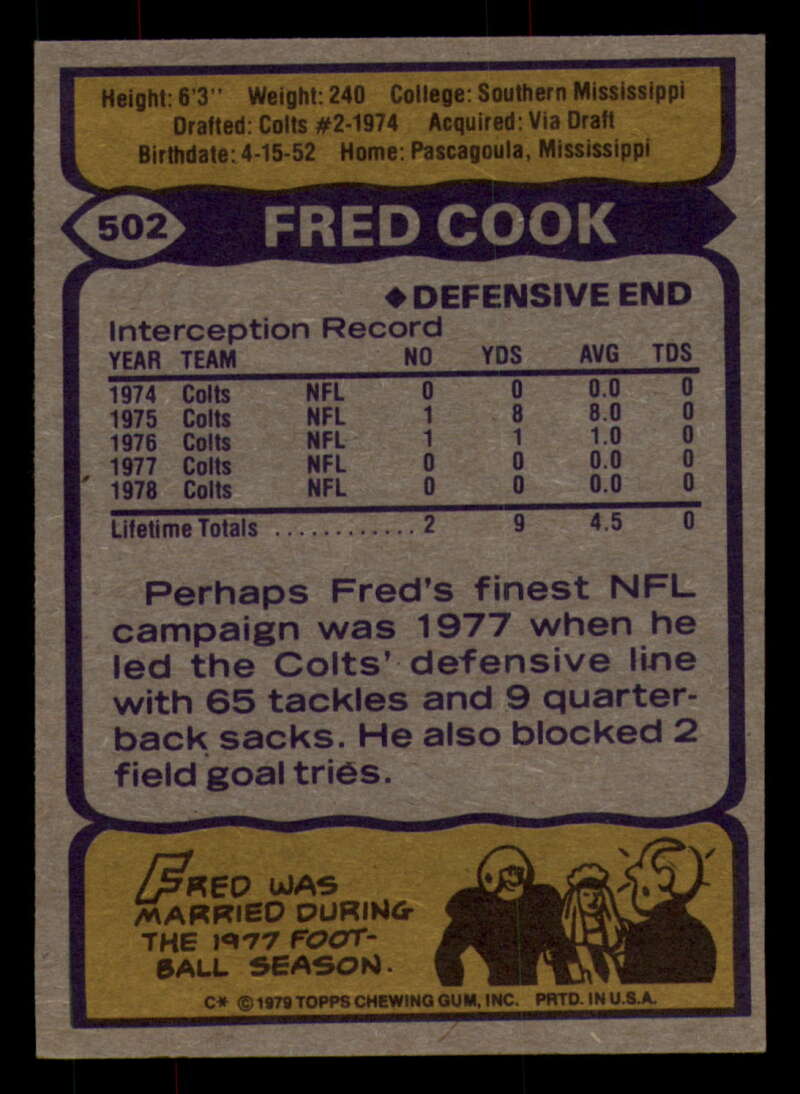 Height: 6'3" Weight: 240 College: Southern Mississippi
Drafted: Colts #2-1974 Acquired: Via Draft
Birthdate: 4-15-52 Home: Pascagoula, Mississippi
502 FRED COOK
◆DEFENSIVE END
Interception Record
YEAR TEAM NO YDS AVG TDS
1974 Colts NFL 0 0 0.0 0
1975 Colts NFL 1 8 8.0 0
1976 Colts NFL 1 1 1.0 0
1977 Colts NFL 0 0 0.0 0
1978 Colts NFL 0 0 0.0 0
Lifetime Totals ............. 2 9 4.5 0
Perhaps Fred's finest NFL
campaign was 1977 when he
led the Colts' defensive line
with 65 tackles and 9 quarter-
back sacks. He also blocked 2
field goal tries.
FRED WAS
MARRIED DURING
THE 1977 FOOT-
BALL SEASON.
C* © 1979 TOPPS CHEWING GUM, INC. PRTD. IN U.S.A.